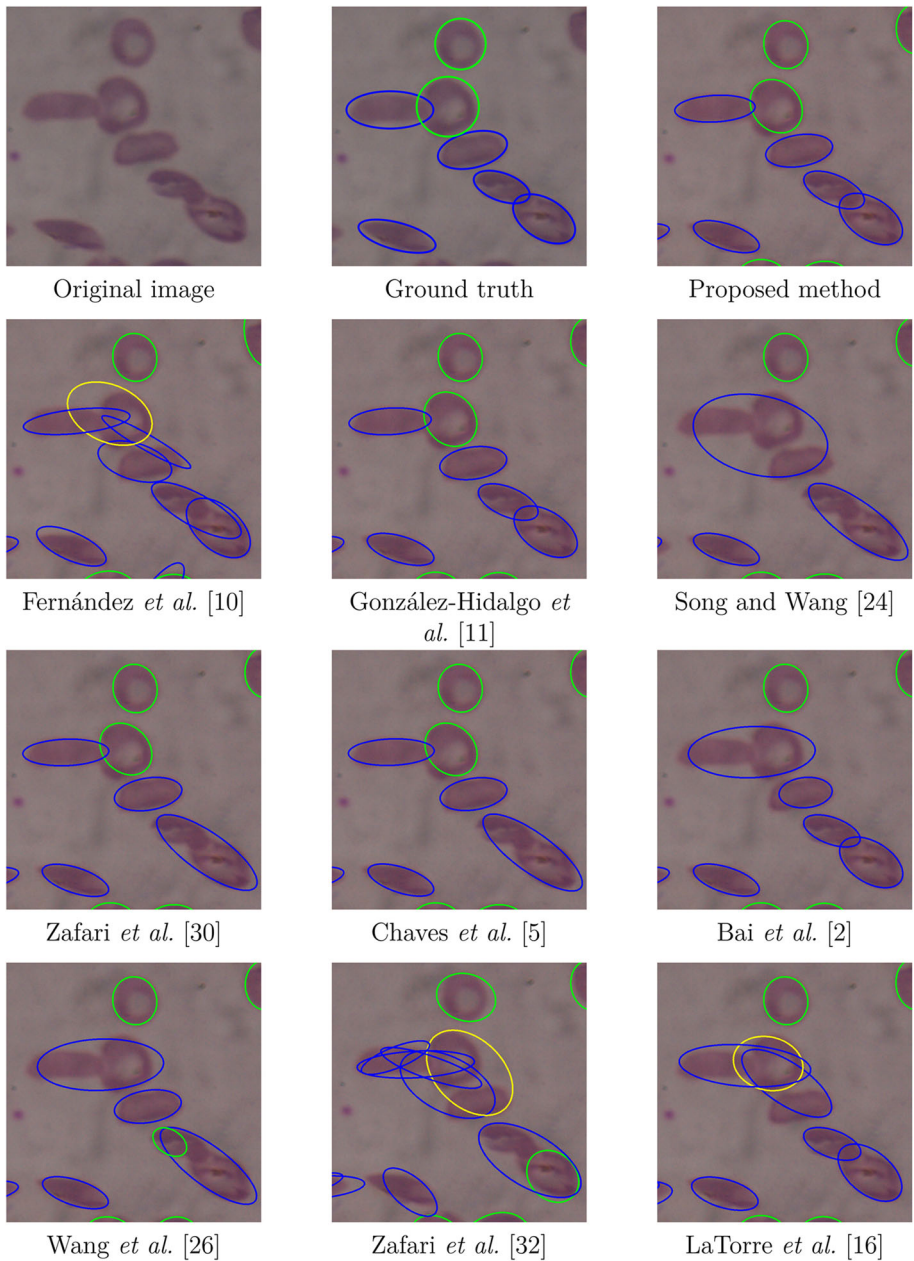 Original image
Ground truth
Proposed method
Fernández et al. [10]
González-Hidalgo et
al. [11]
Song and Wang [24]
Zafari et al. [30]
Chaves et al. [5]
Bai et al. [2]
Wang et al. [26]
Zafari et al. [32]
LaTorre et al. [16]